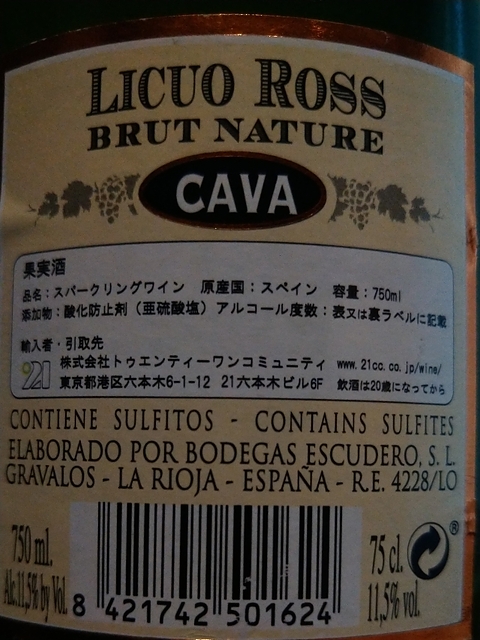 LICUO ROSS
BRUT NATURE
CAVA
果実酒
品名：スパークリングワイン 原産国：スペイン 容量：750ml
添加物：酸化防止剤（亜硫酸塩）アルコール度数：表又は裏ラベルに記載
輸入者・引取先
921 株式会社トゥエンティーワンコミュニティ www.21cc.co.jp/wine/
東京都港区六本木6-1-12 21六本木ビル6F 飲酒は20歳になってから
CONTIENE SULFITOS - CONTAINS SULFITES
ELABORADO POR BODEGAS ESCUDERO, S. L.
GRAVALOS - LA RIOJA - ESPAÑA - R.E. 4228/LO
750 ml.
Alc.11,5% by Vol.
8 421742 501624
75 cl.
11,5% vol.
®